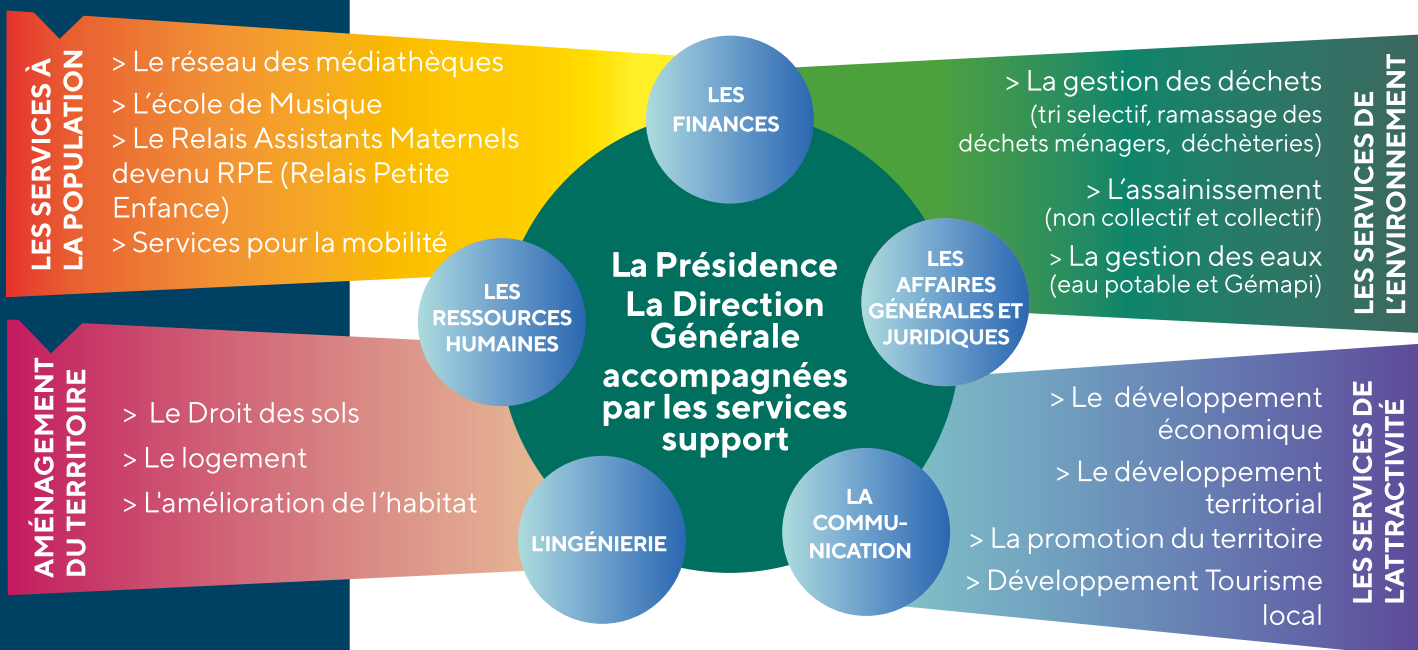 LES SERVICES À
LA POPULATION
> Le réseau des médiathèques
> L’école de Musique
> Le Relais Assistants Maternels
devenu RPE (Relais Petite
Enfance)
> Services pour la mobilité
AMÉNAGEMENT
DU TERRITOIRE
> Le Droit des sols
> Le logement
> L'amélioration de l’habitat
LES
FINANCES
LES
RESSOURCES
HUMAINES
LES
AFFAIRES
GÉNÉRALES ET
JURIDIQUES
La Présidence
La Direction
Générale
accompagnées
par les services
support
L'INGÉNIERIE
LA
COMMU-
NICATION
LES SERVICES DE
L’ENVIRONNEMENT
> La gestion des déchets
(tri selectif, ramassage des
déchets ménagers, déchèteries)
> L’assainissement
(non collectif et collectif)
> La gestion des eaux
(eau potable et Gémapi)
LES SERVICES DE
L’ATTRACTIVITÉ
> Le développement
économique
> Le développement
territorial
> La promotion du territoire
> Développement Tourisme
local